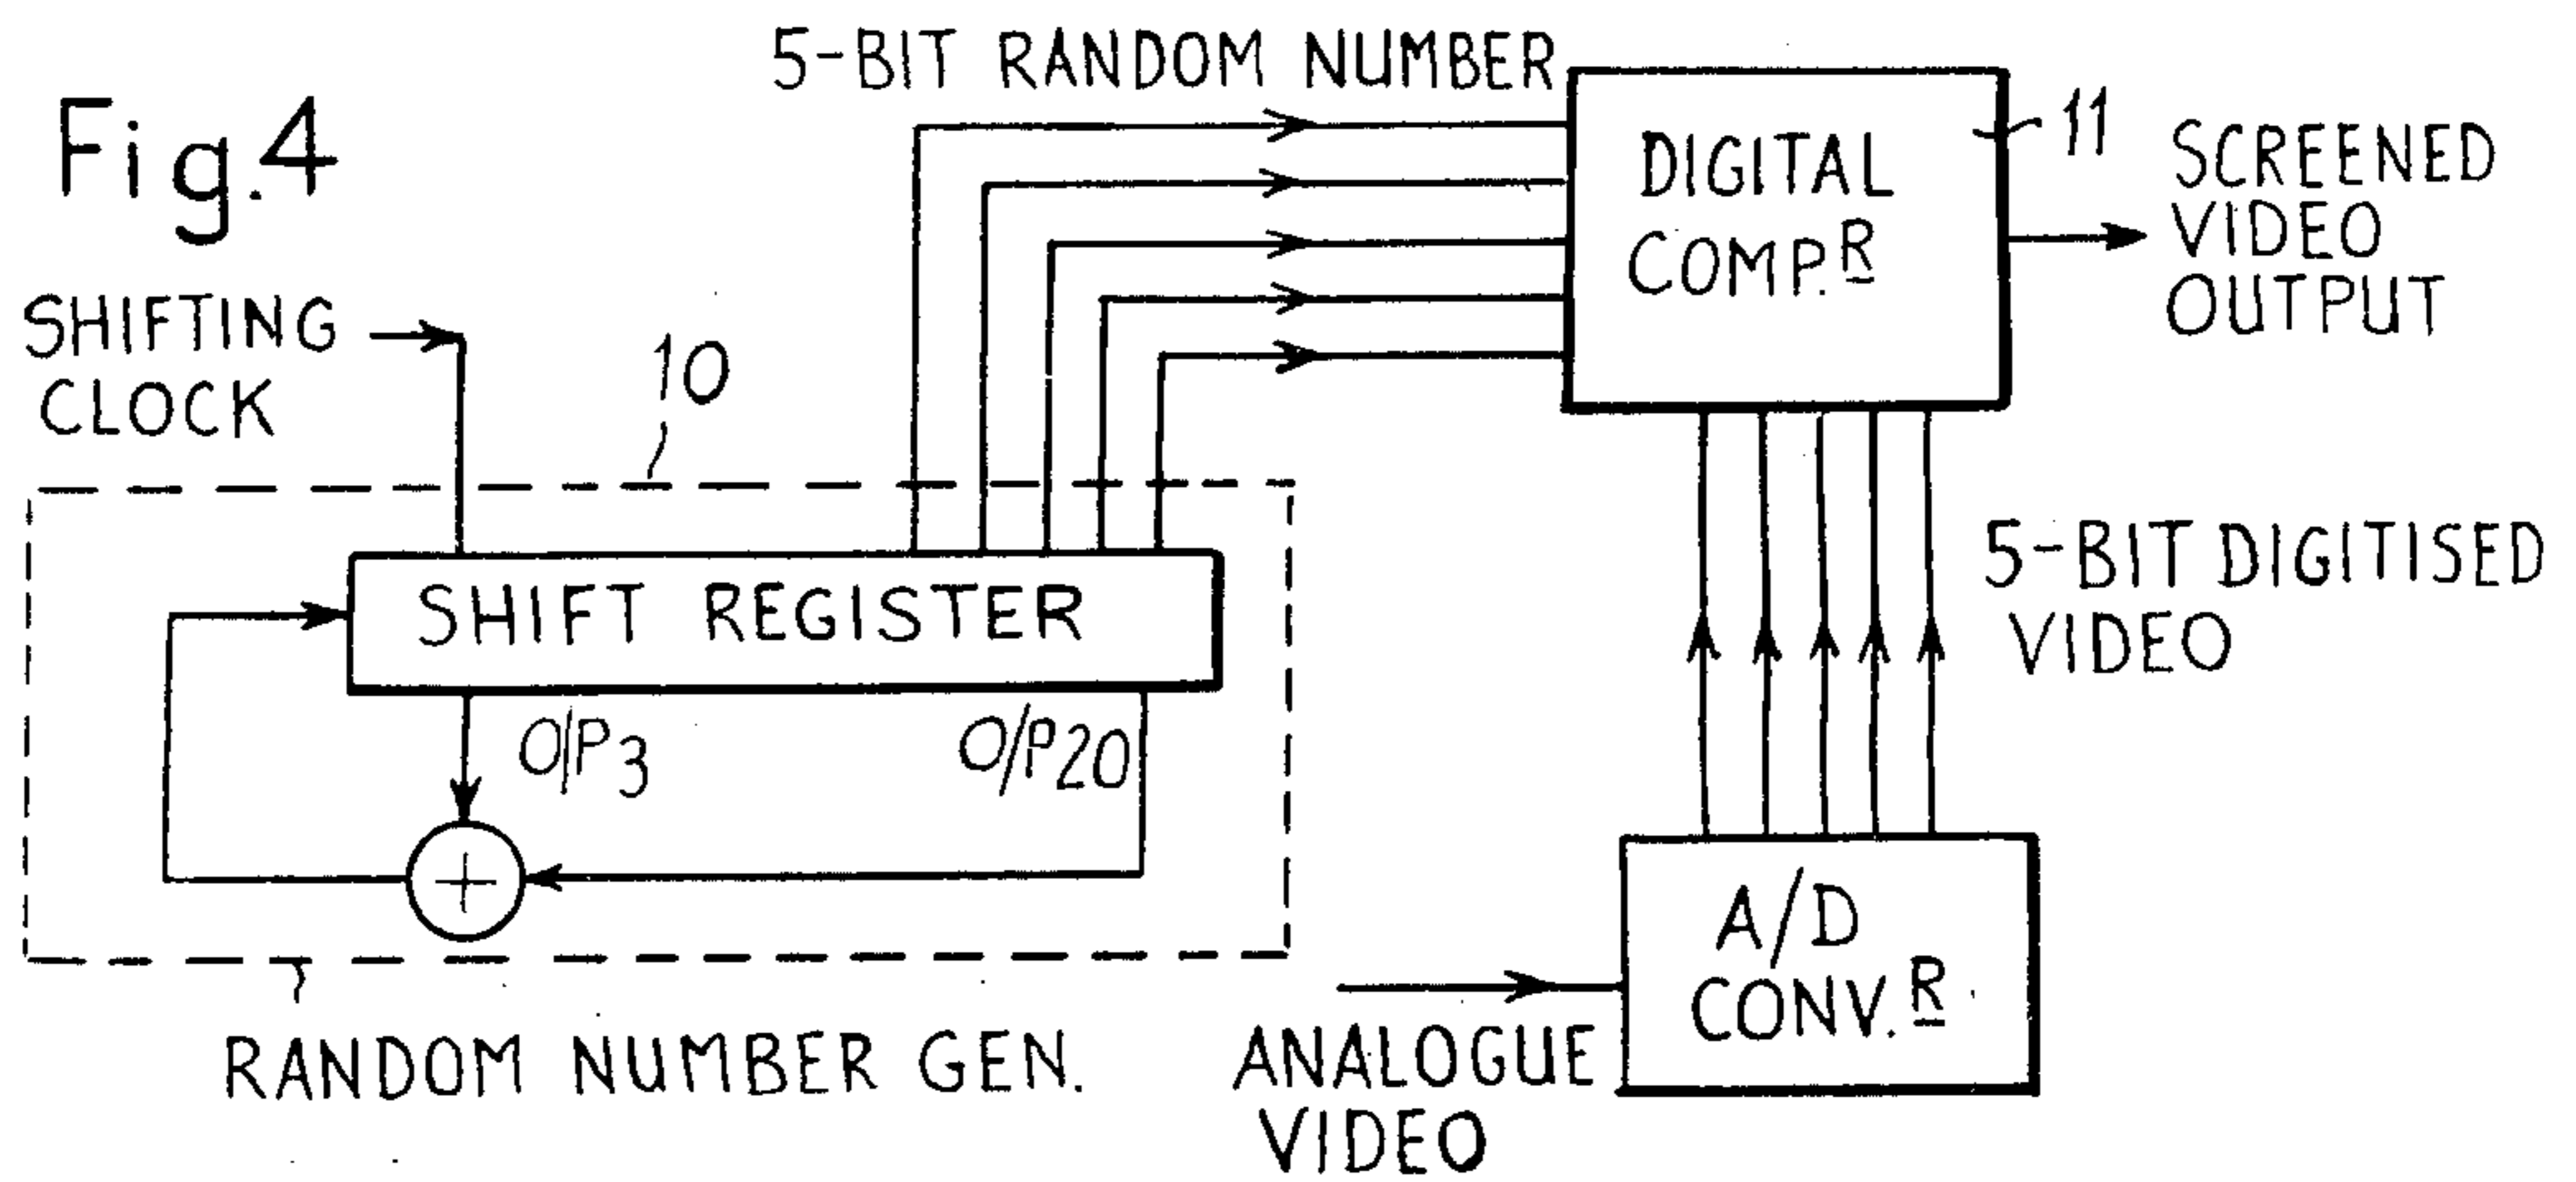 Fig.4
5-BIT RANDOM NUMBER
DIGITAL
COMP.R
11
SCREENED
VIDEO
OUTPUT
SHIFTING
CLOCK
10
SHIFT REGISTER
O/P3
O/P20
5-BIT DIGITISED
VIDEO
A/D
CONV.R
ANALOGUE
VIDEO
RANDOM NUMBER GEN.